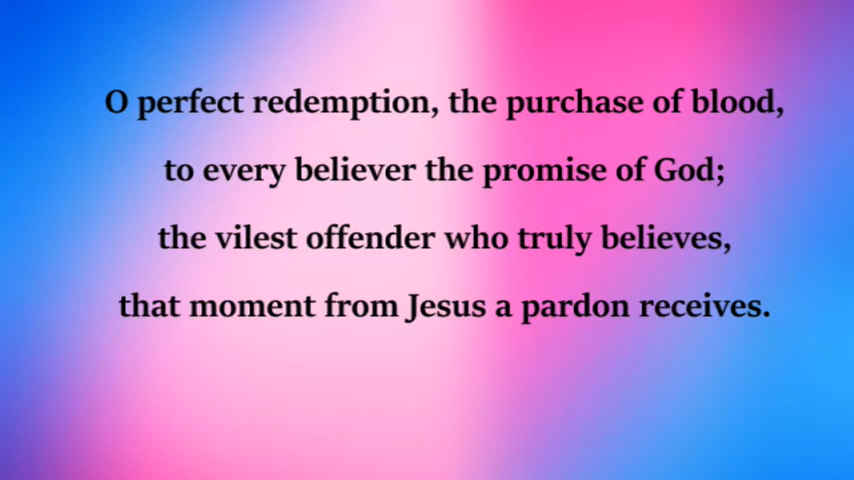 O perfect redemption, the purchase of blood,
to every believer the promise of God;
the vilest offender who truly believes,
that moment from Jesus a pardon receives.